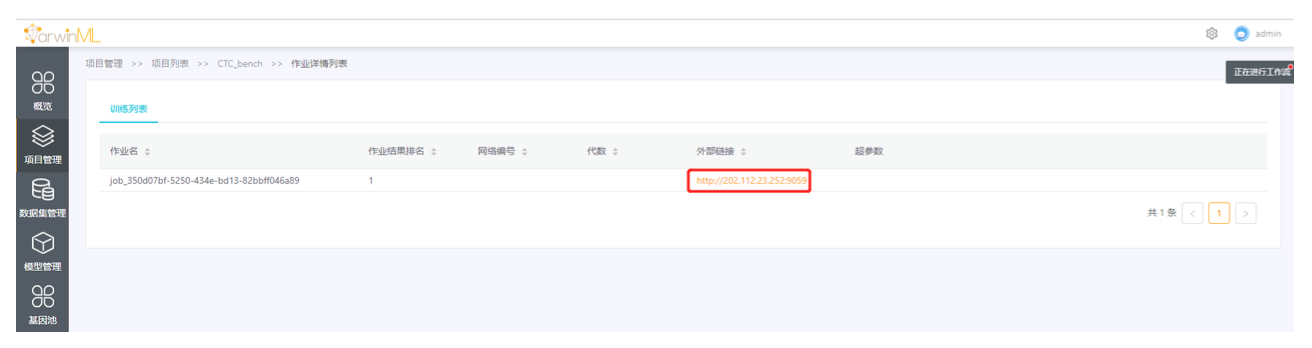 DarwinML
admin
项目管理 >> 项目列表 >> CTC_bench >> 作业详情列表
正在进行工作流
概览
训练列表
项目管理
作业名 作业结果排名 网络编号 代数 外部链接 超参数
job_350d07bf-5250-434e-bd13-82bbff046a89 1 http://202.112.23.252:9059
数据集管理
共 1 条 < 1 >
模型管理
基因池